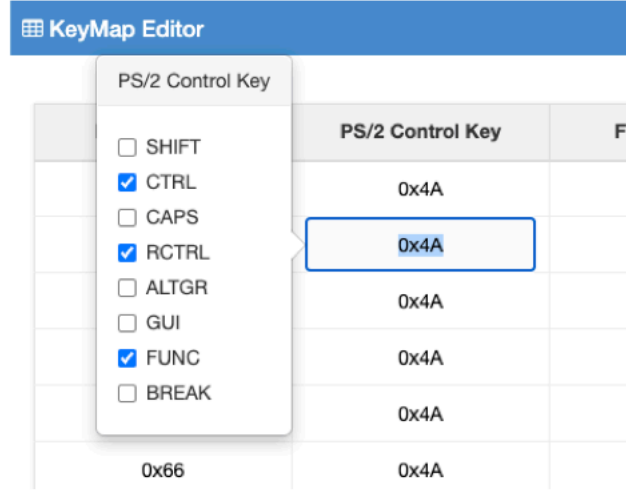 KeyMap Editor
PS/2 Control Key
SHIFT
CTRL
CAPS
RCTRL
ALTGR
GUI
FUNC
BREAK
PS/2 Control Key F
0x4A
0x4A
0x4A
0x4A
0x4A
0x66 0x4A